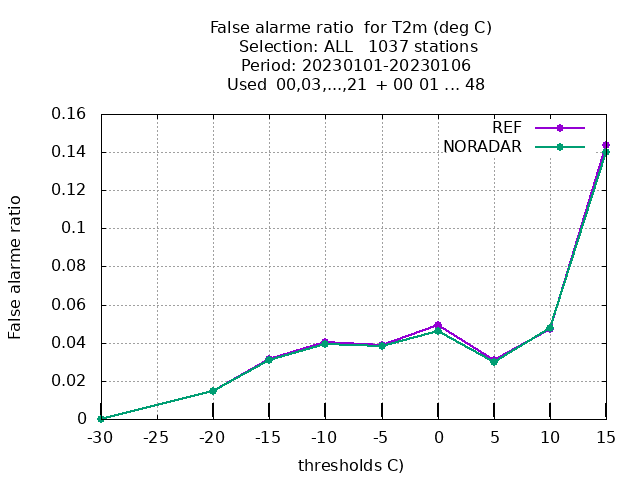 False alarme ratio  for T2m (deg C)
Selection: ALL   1037 stations
Period: 20230101-20230106
Used  00,03,...,21  + 00 01 ... 48
REF
NORADAR
0.16
0.14
0.12
0.1
0.08
0.06
0.04
0.02
0
False alarme ratio
-30 -25 -20 -15 -10 -5 0 5 10 15
thresholds C)